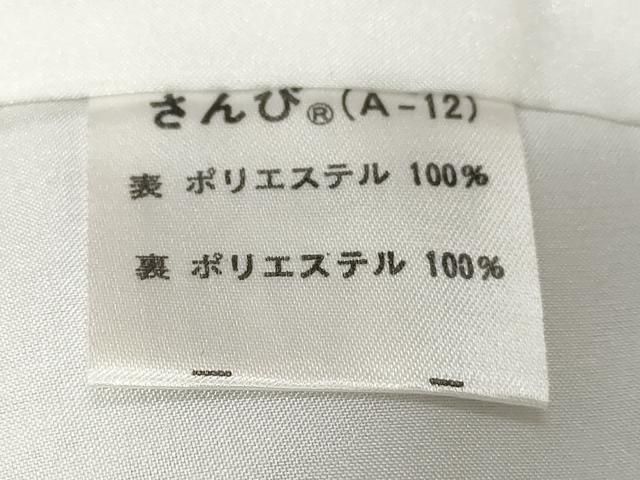 さんび®(A-12)
表 ポリエステル 100%
裏 ポリエステル 100%